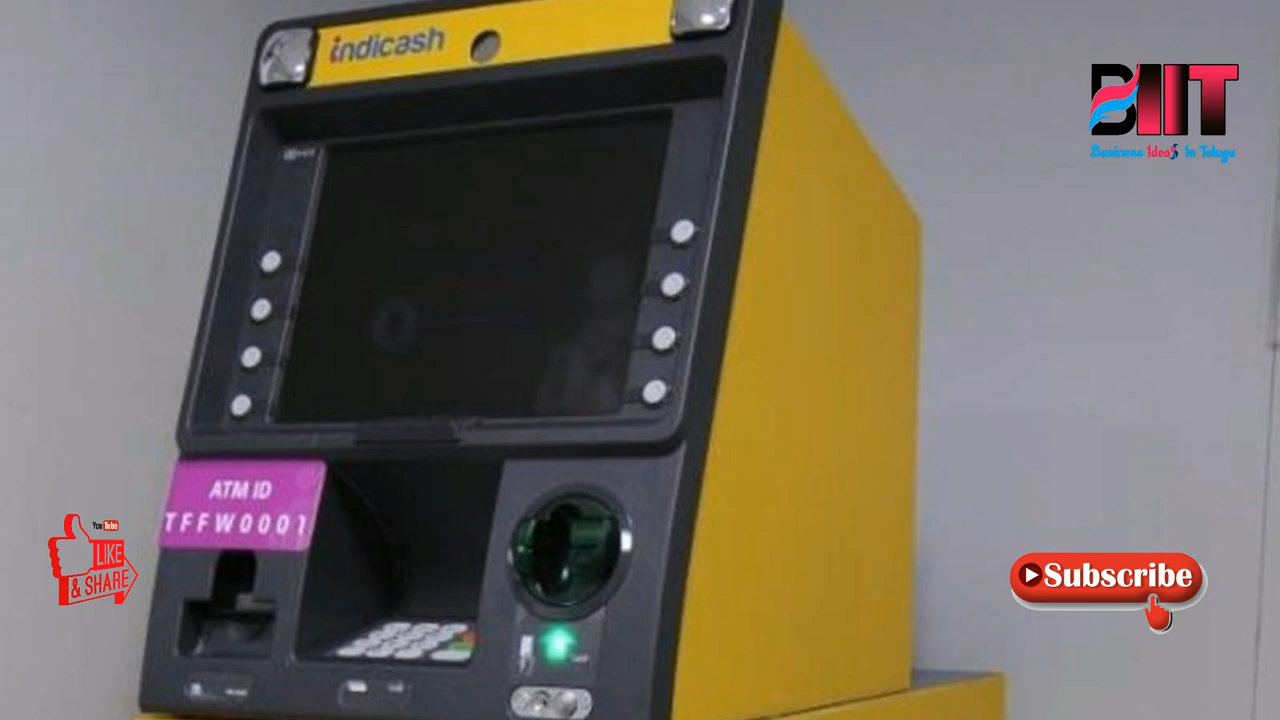 indicash
BIIT
Business Ideas In Telugu
ATM ID
TFFW0001
YouTube
LIKE
& SHARE
Subscribe